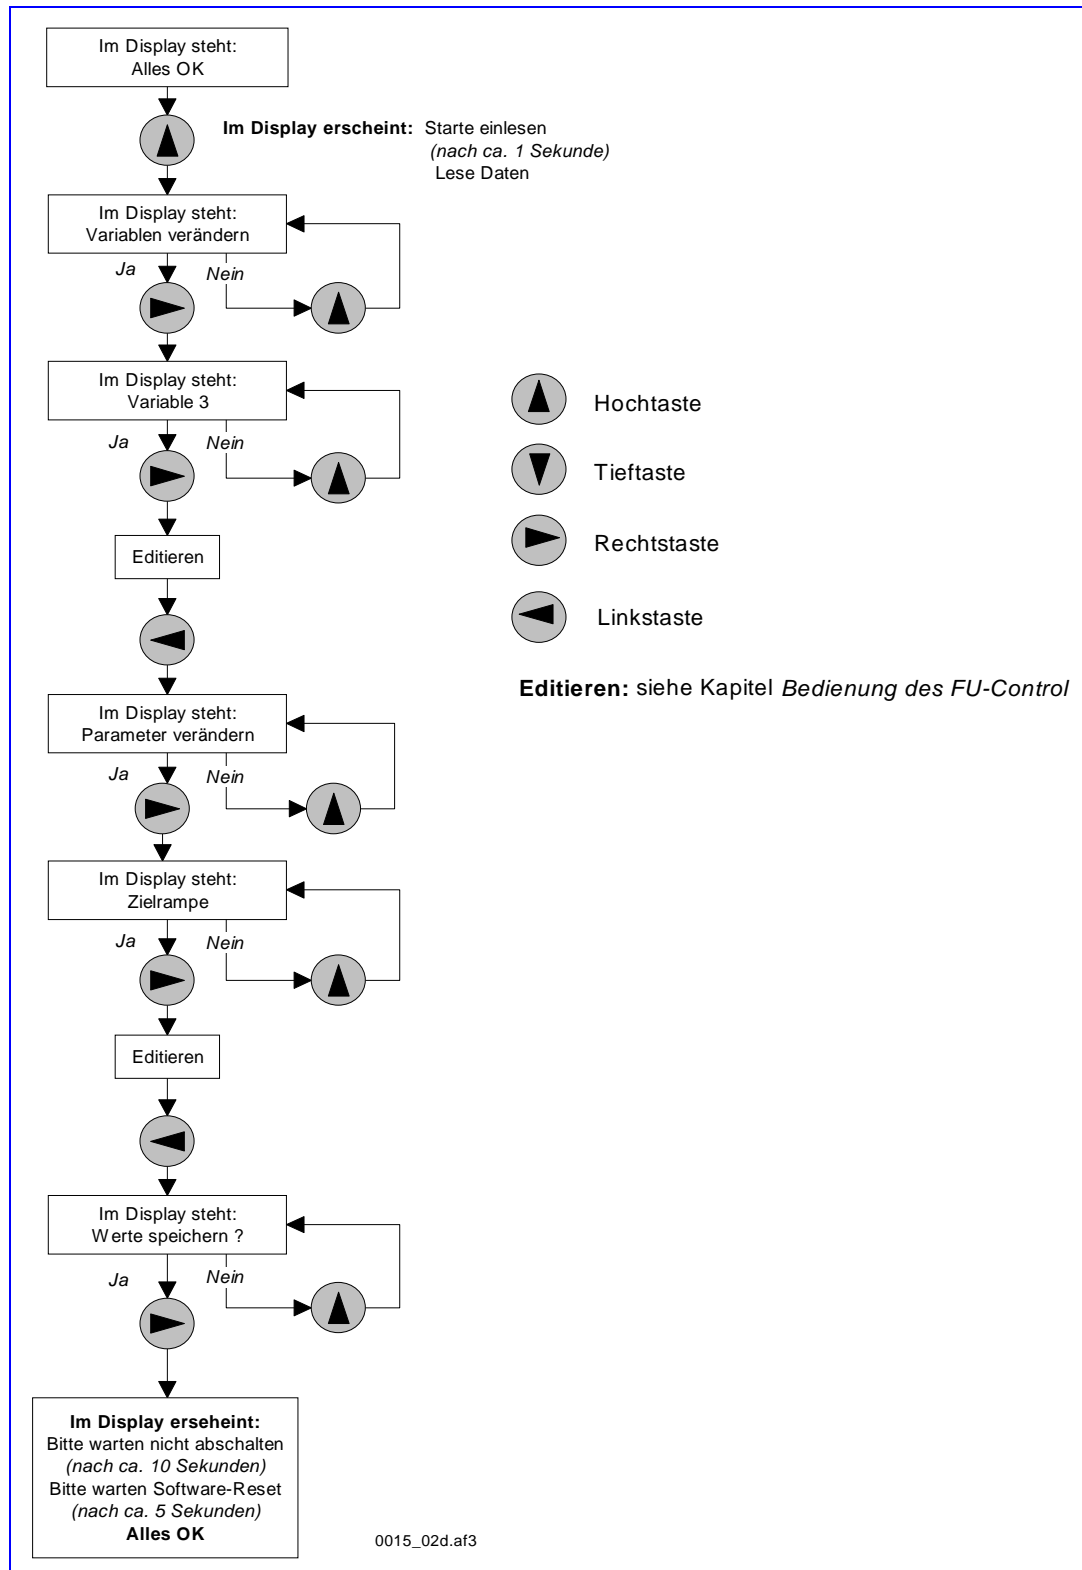 Im Display steht:
Alles OK
Im Display erscheint: Starte einlesen
(nach ca. 1 Sekunde)
Lese Daten
Im Display steht:
Variablen verändern
Ja
Nein
Im Display steht:
Variable 3
Ja
Nein
Editieren
Hochtaste
Tieftaste
Rechtstaste
Linkstaste
Editieren: siehe Kapitel Bedienung des FU-Control
Im Display steht:
Parameter verändern
Ja
Nein
Im Display steht:
Zielrampe
Ja
Nein
Editieren
Im Display steht:
Werte speichern ?
Ja
Nein
Im Display erseheint:
Bitte warten nicht abschalten
(nach ca. 10 Sekunden)
Bitte warten Software-Reset
(nach ca. 5 Sekunden)
Alles OK
0015_02d.af3